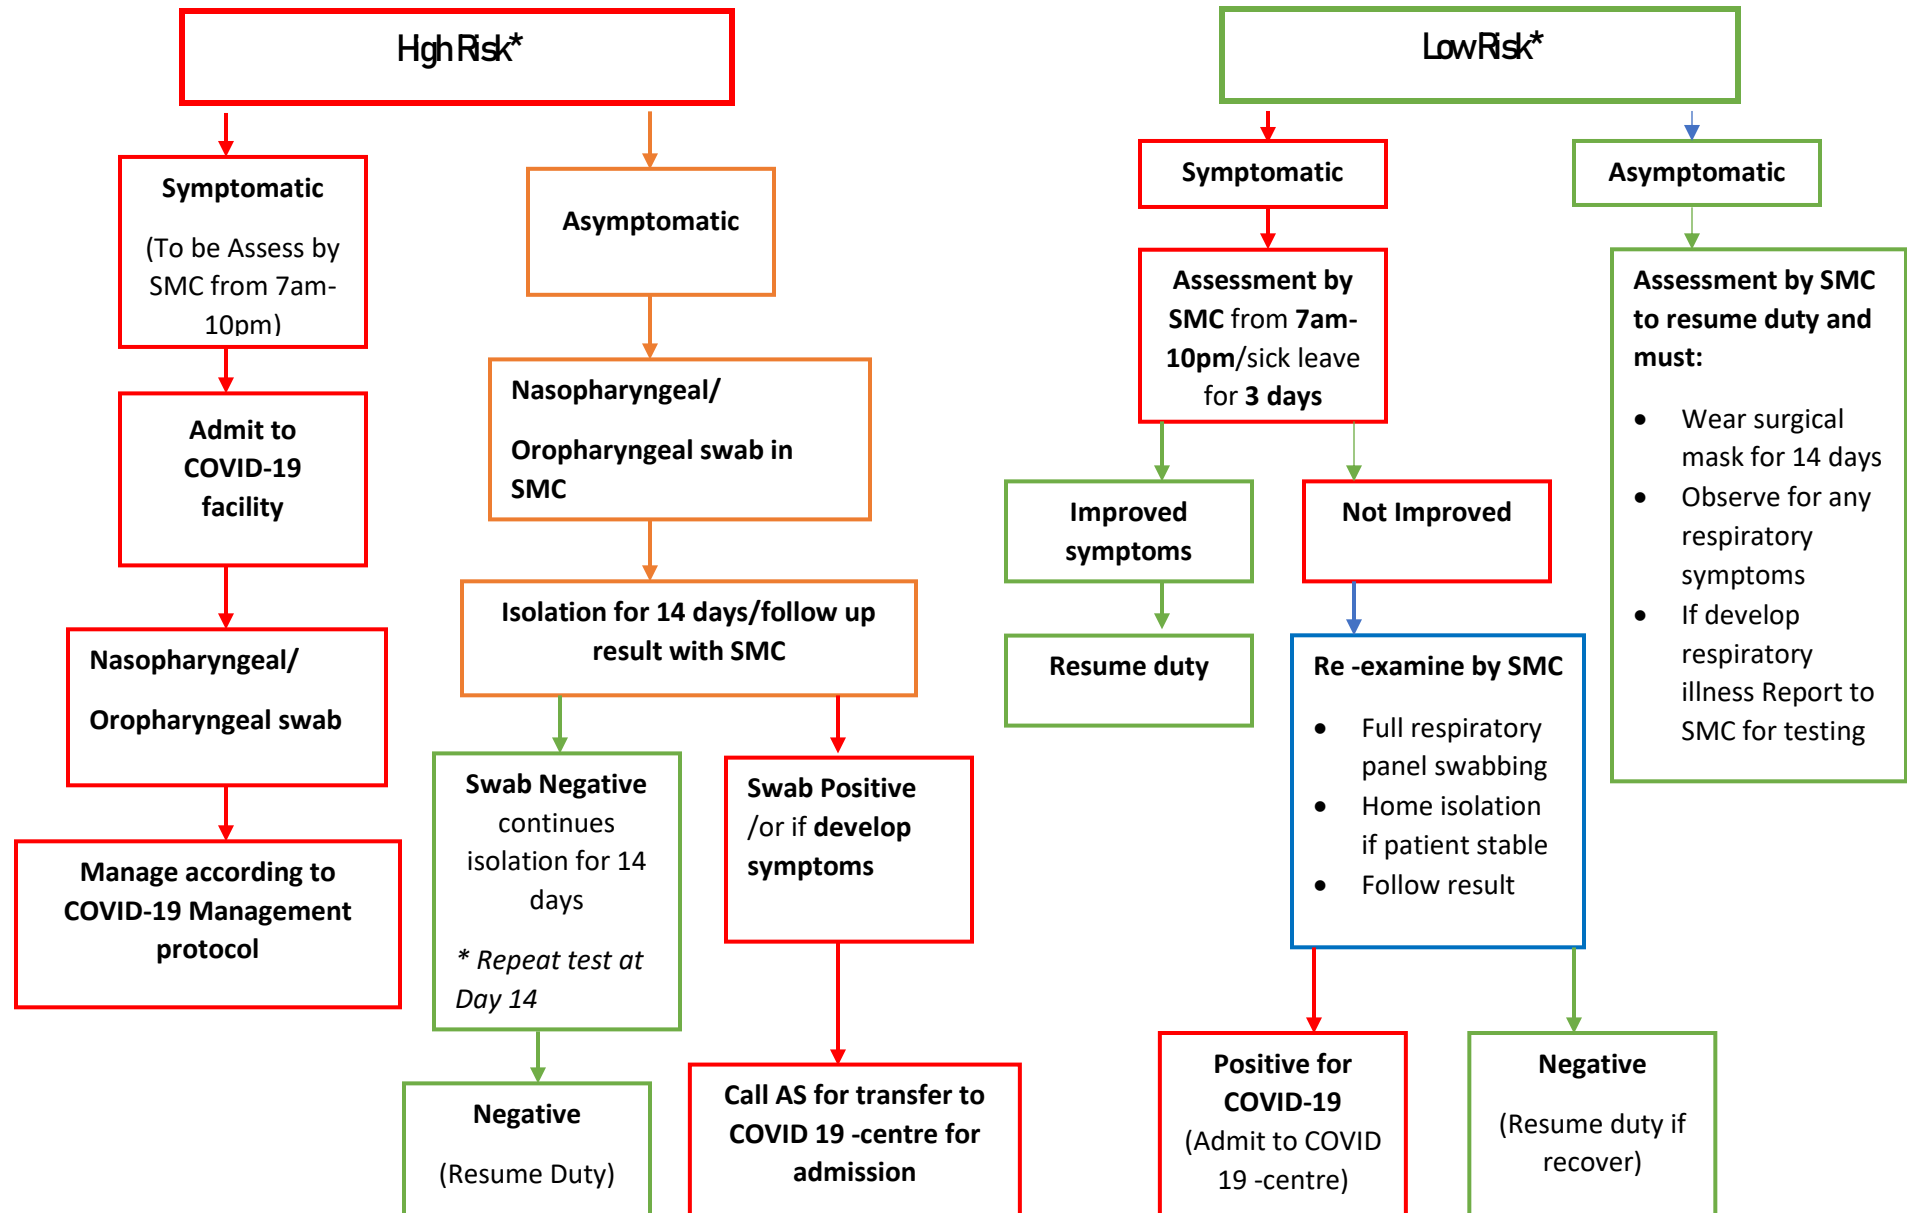 High Risk*
Symptomatic
(To be Assess by
SMC from 7am-
10pm)
Admit to
COVID-19
facility
Nasopharyngeal/
Oropharyngeal swab
Manage according to
COVID-19 Management
protocol
Asymptomatic
Nasopharyngeal/
Oropharyngeal swab in
SMC
Isolation for 14 days/follow up
result with SMC
Swab Negative
continues
isolation for 14
days
* Repeat test at
Day 14
Negative
(Resume Duty)
Swab Positive
/or if develop
symptoms
Call AS for transfer to
COVID 19 -centre for
admission
Low Risk*
Symptomatic
Assessment by
SMC from 7am-
10pm/sick leave
for 3 days
Improved
symptoms
Resume duty
Not Improved
Re -examine by SMC
• Full respiratory
panel swabbing
• Home isolation
if patient stable
• Follow result
Positive for
COVID-19
(Admit to COVID
19 -centre)
Negative
(Resume duty if
recover)
Asymptomatic
Assessment by SMC
to resume duty and
must:
• Wear surgical
mask for 14 days
• Observe for any
respiratory
symptoms
• If develop
respiratory
illness Report to
SMC for testing